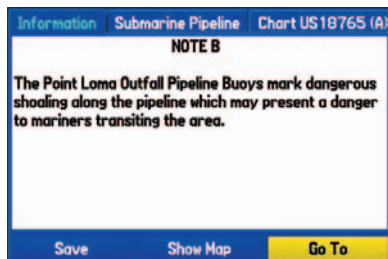 Information Submarine Pipeline Chart US18765 (A)
NOTE B
The Point Loma Outfall Pipeline Buoys mark dangerous
shoaling along the pipeline which may present a danger
to mariners transiting the area.
Save Show Map Go To